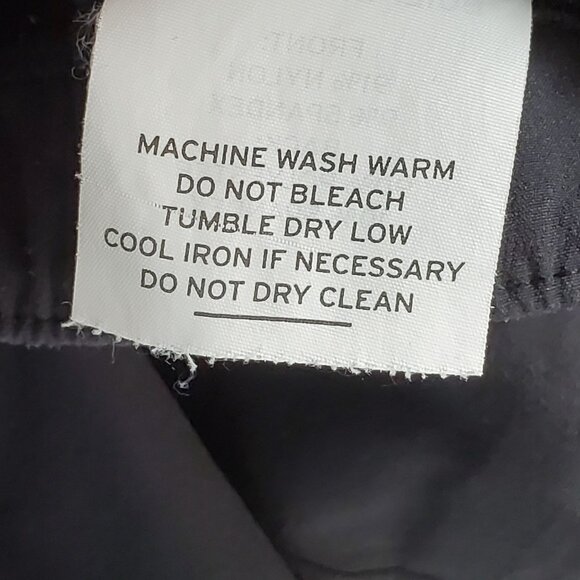 MACHINE WASH WARM
DO NOT BLEACH
TUMBLE DRY LOW
COOL IRON IF NECESSARY
DO NOT DRY CLEAN